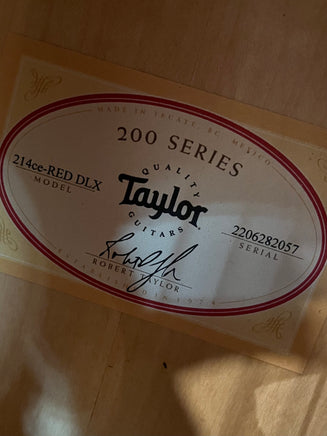 MADE IN TECATE, BC, MEXICO
200 SERIES
214ce-RED DLX
MODEL
QUALITY
Taylor
GUITARS
2206282057
SERIAL
ROBERT TAYLOR
ESTABLISHED IN 1974